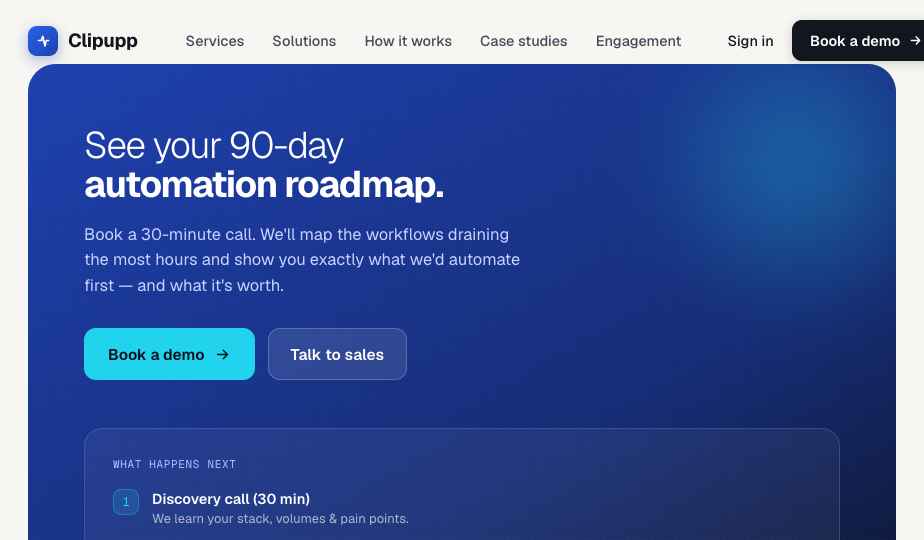 Clipupp
Services Solutions How it works Case studies Engagement Sign in Book a demo →
See your 90-day
automation roadmap.
Book a 30-minute call. We'll map the workflows draining
the most hours and show you exactly what we'd automate
first — and what it's worth.
Book a demo → Talk to sales
WHAT HAPPENS NEXT
1 Discovery call (30 min)
We learn your stack, volumes & pain points.